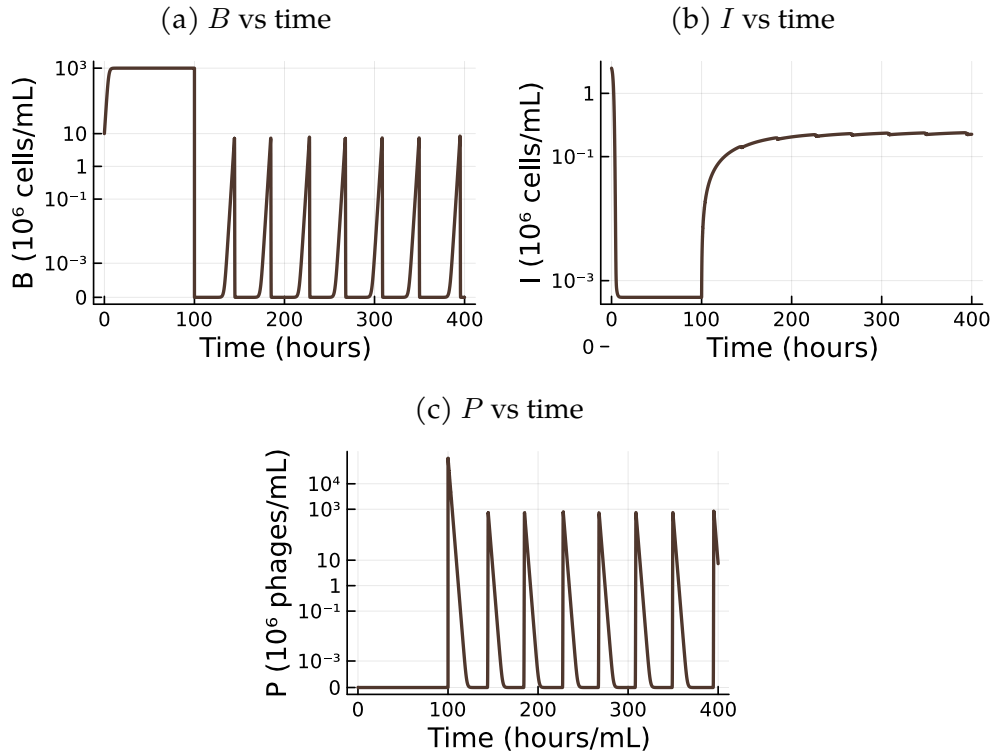 (a) B vs time
B (10⁶ cells/mL)
10³
10
1
10⁻¹
10⁻³
0
0 100 200 300 400
Time (hours)
(b) I vs time
I (10⁶ cells/mL)
1
10⁻¹
10⁻³
0
0 100 200 300 400
Time (hours)
(c) P vs time
P (10⁶ phages/mL)
10⁴
10³
10
1
10⁻¹
10⁻³
0
0 100 200 300 400
Time (hours/mL)